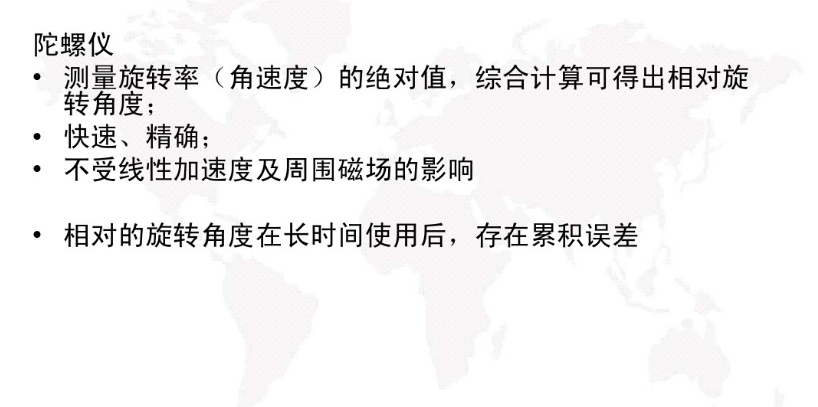 陀螺仪
• 测量旋转率（角速度）的绝对值，综合计算可得出相对旋
转角度；
• 快速、精确；
• 不受线性加速度及周围磁场的影响
• 相对的旋转角度在长时间使用后，存在累积误差